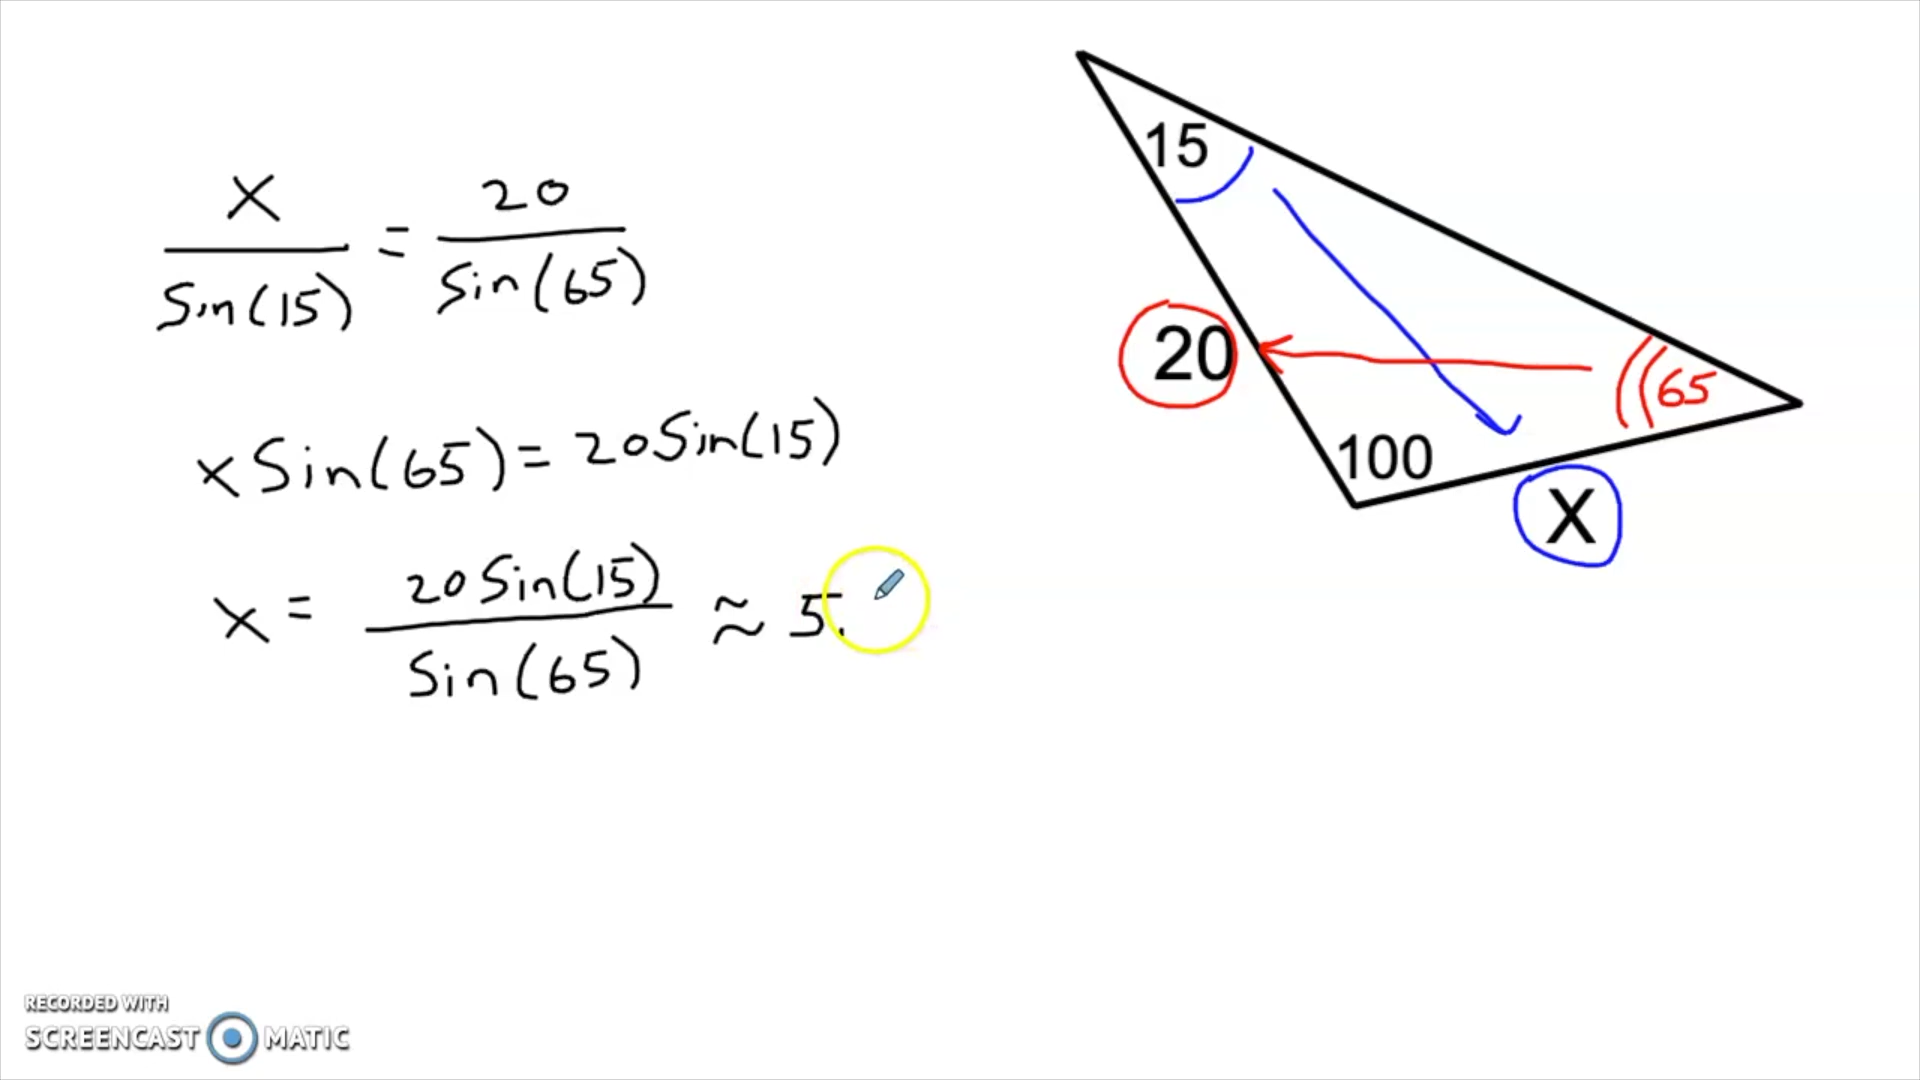 x/Sin(15) = 20/Sin(65)
x Sin(65) = 20 Sin(15)
x = 20 Sin(15)/Sin(65) ≈ 5.
15
20
65
100
X
RECORDED WITH
SCREENCAST MATIC